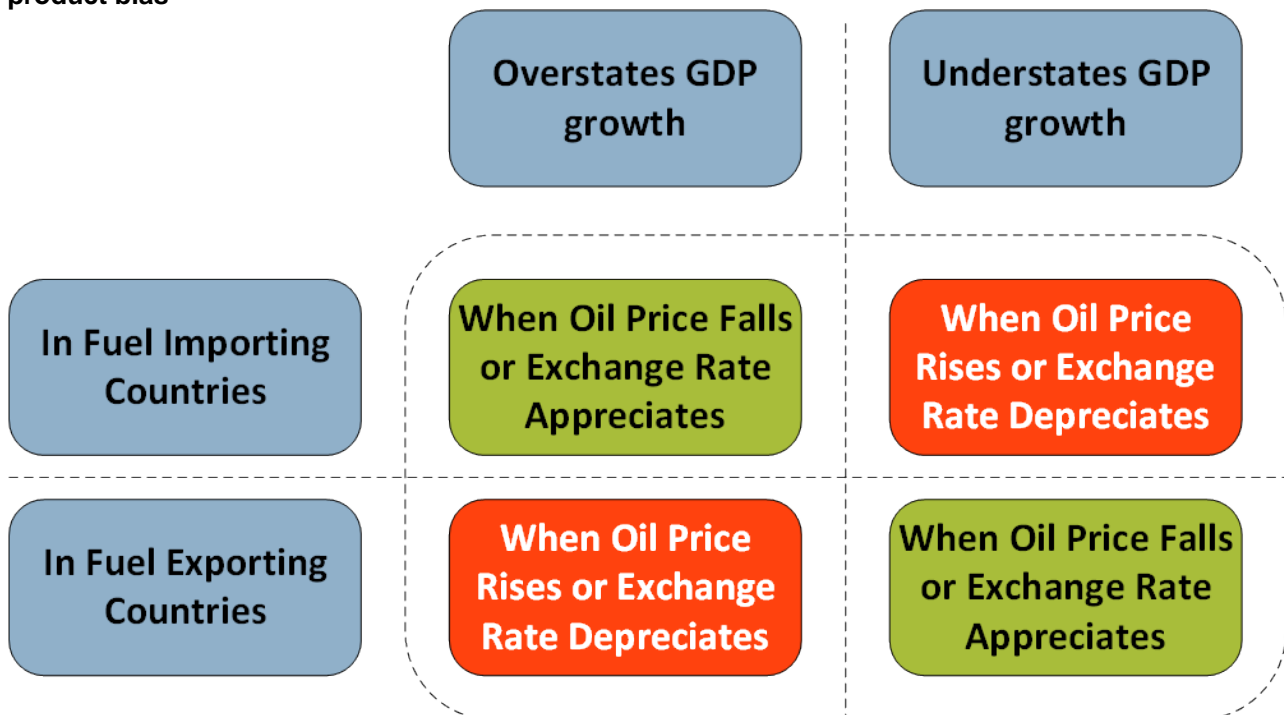 product bias
Overstates GDP
growth
Understates GDP
growth
In Fuel Importing
Countries
When Oil Price Falls
or Exchange Rate
Appreciates
When Oil Price
Rises or Exchange
Rate Depreciates
In Fuel Exporting
Countries
When Oil Price
Rises or Exchange
Rate Depreciates
When Oil Price Falls
or Exchange Rate
Appreciates